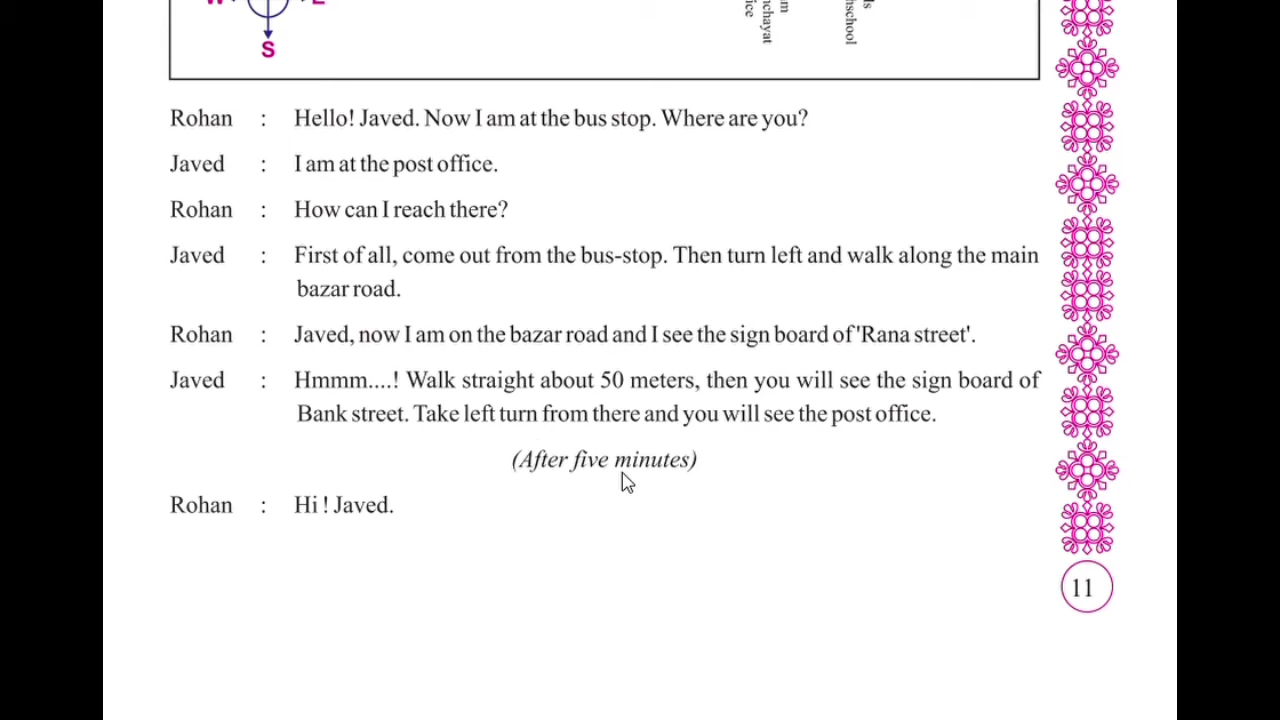 S
Rohan : Hello! Javed. Now I am at the bus stop. Where are you?
Javed : I am at the post office.
Rohan : How can I reach there?
Javed : First of all, come out from the bus-stop. Then turn left and walk along the main
bazar road.
Rohan : Javed, now I am on the bazar road and I see the sign board of 'Rana street'.
Javed : Hmmm....! Walk straight about 50 meters, then you will see the sign board of
Bank street. Take left turn from there and you will see the post office.
(After five minutes)
Rohan : Hi ! Javed.
11